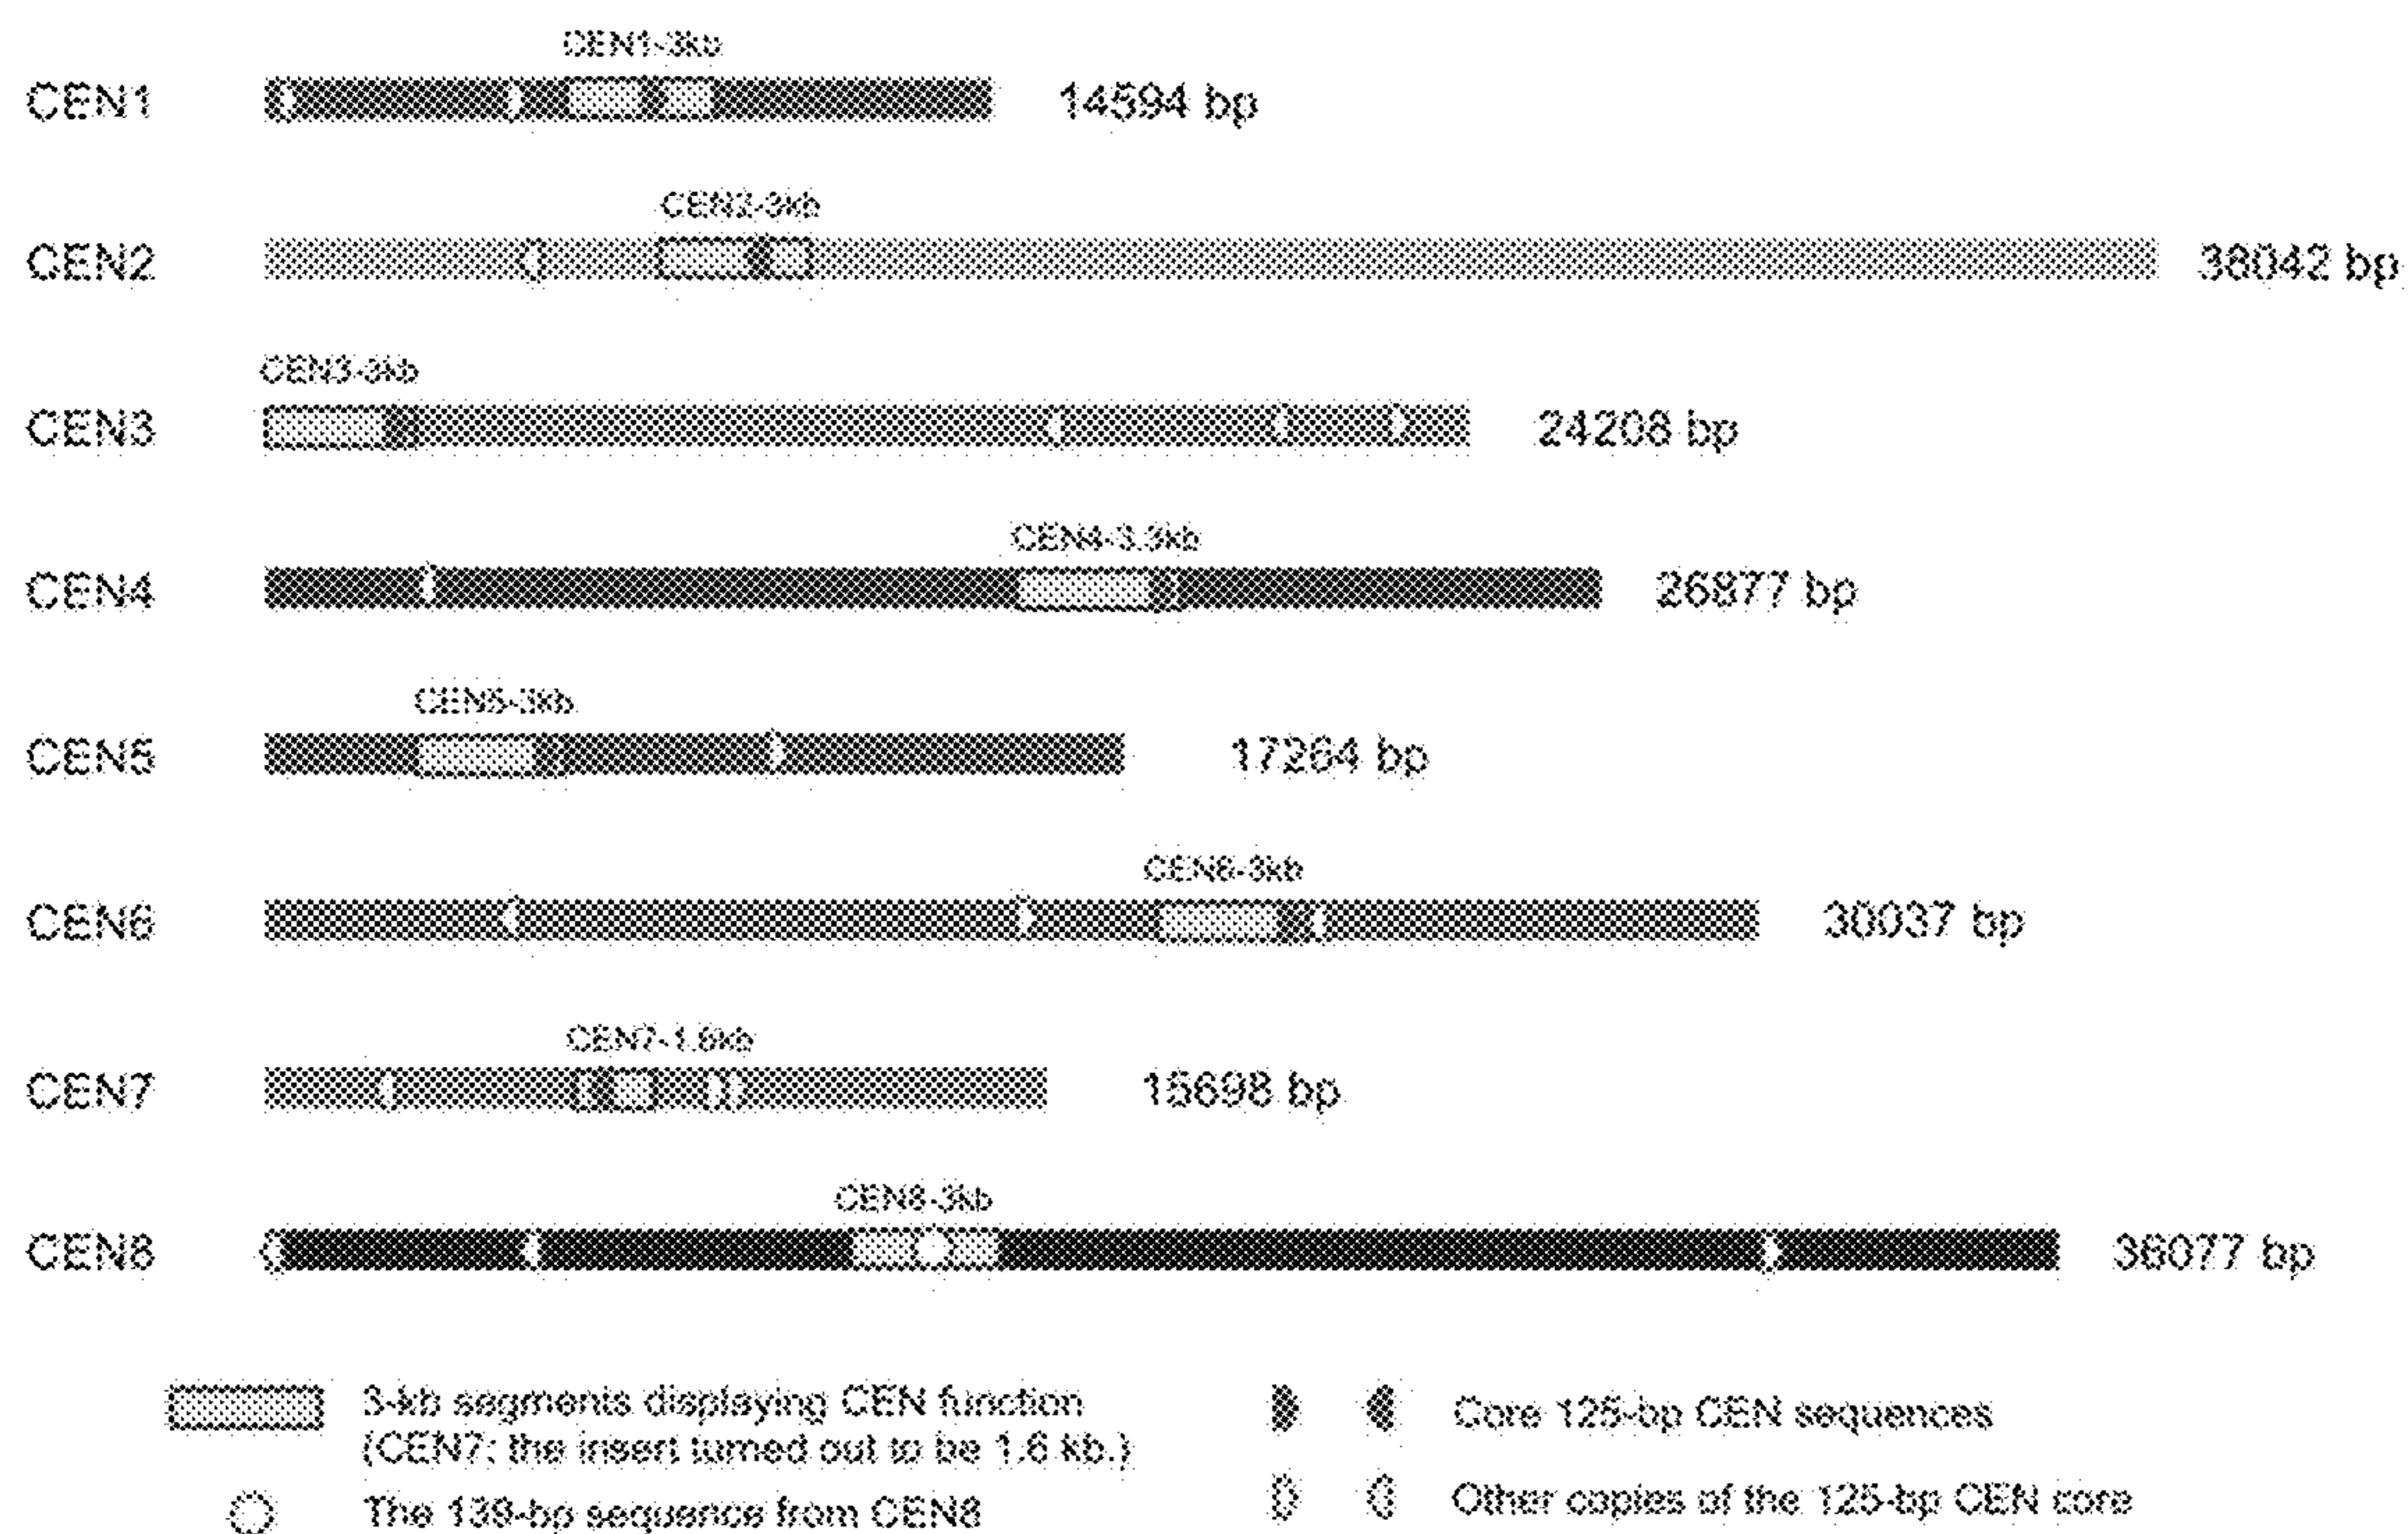 CEN1-3kb
CEN1 14594 bp
CEN2-3kb
CEN2 38042 bp
CEN3-3kb
CEN3 24208 bp
CEN4-3.3kb
CEN4 26877 bp
CEN5-3kb
CEN5 17264 bp
CEN6-3kb
CEN6 30037 bp
CEN7-1.6kb
CEN7 15698 bp
CEN8-3kb
CEN8 36077 bp
3-kb segments displaying CEN function
(CEN7: the insert turned out to be 1.6 kb.)
The 139-bp sequence from CEN8
Core 125-bp CEN sequences
Other copies of the 125-bp CEN core